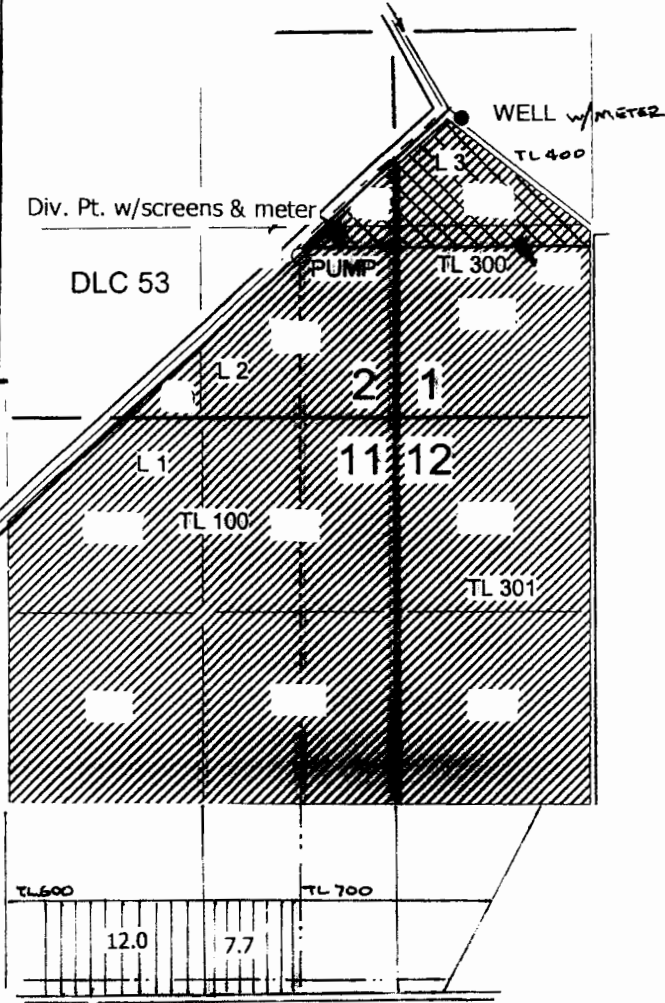 WELL w/METER
TL 400
L 3
Div. Pt. w/screens & meter
PUMP
TL 300
DLC 53
L 2
2 1
11 12
L 1
TL 100
TL 301
TL 600
TL 700
12.0
7.7